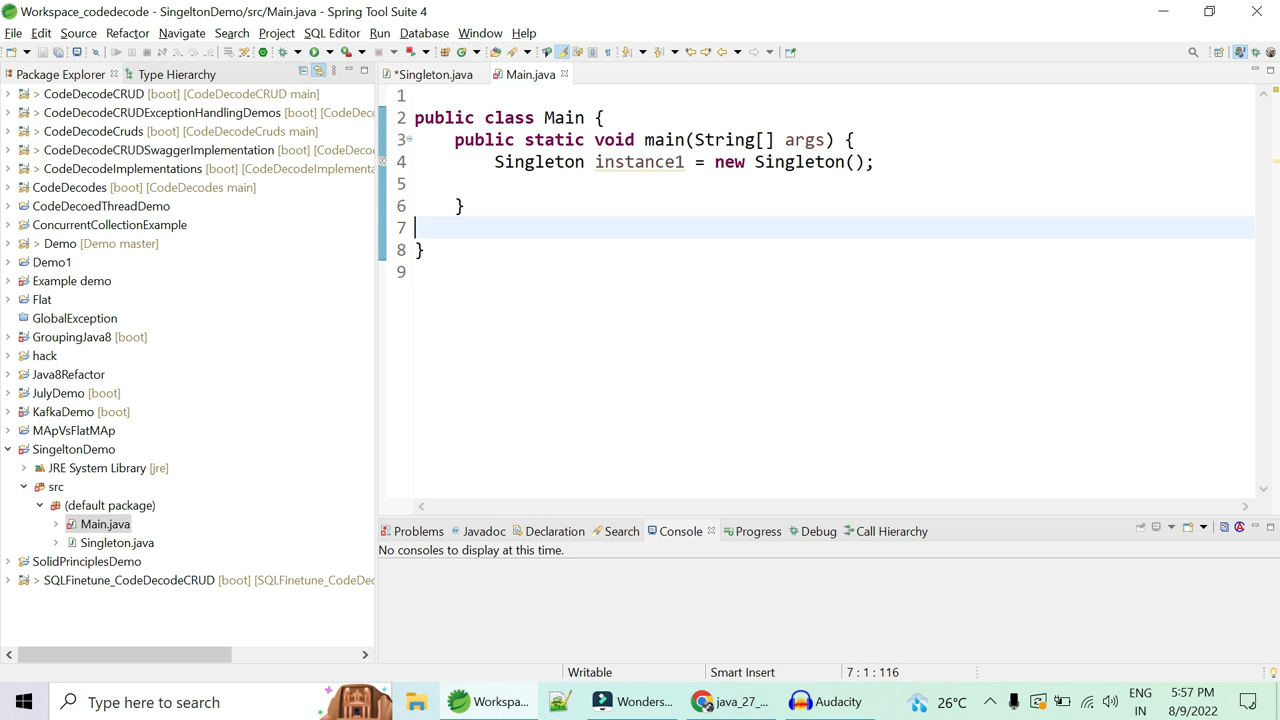 Workspace_codedecode - SingeltonDemo/src/Main.java - Spring Tool Suite 4
File Edit Source Refactor Navigate Search Project SQL Editor Run Database Window Help
Package Explorer Type Hierarchy
*Singleton.java Main.java
> CodeDecodeCRUD [boot] [CodeDecodeCRUD main]
> CodeDecodeCRUDExceptionHandlingDemos [boot] [CodeDeco
> CodeDecodeCruds [boot] [CodeDecodeCruds main]
> CodeDecodeCRUDSwaggerImplementation [boot] [CodeDeco
> CodeDecodeImplementations [boot] [CodeDecodeImplementa
CodeDecodes [boot] [CodeDecodes main]
CodeDecoedThreadDemo
ConcurrentCollectionExample
> Demo [Demo master]
Demo1
Example demo
Flat
GlobalException
GroupingJava8 [boot]
hack
Java8Refactor
JulyDemo [boot]
KafkaDemo [boot]
MApVsFlatMAp
SingeltonDemo
JRE System Library [jre]
src
(default package)
Main.java
Singleton.java
SolidPrinciplesDemo
> SQLFinetune_CodeDecodeCRUD [boot] [SQLFinetune_CodeDec
1
2 public class Main {
3 public static void main(String[] args) {
4 Singleton instance1 = new Singleton();
5
6 }
7
8 }
9
Problems Javadoc Declaration Search Console Progress Debug Call Hierarchy
No consoles to display at this time.
Writable Smart Insert 7 : 1 : 116
Type here to search
Workspa...
Wonders...
java_27_...
Audacity
26°C
ENG
IN
5:57 PM
8/9/2022